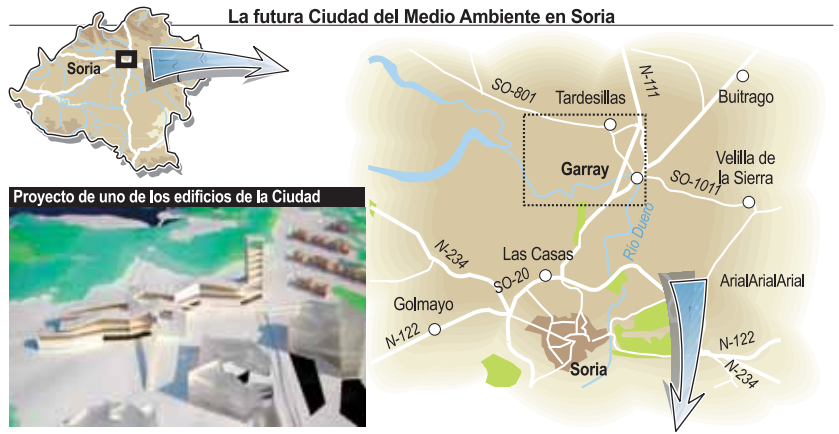 La futura Ciudad del Medio Ambiente en Soria
Soria
Proyecto de uno de los edificios de la Ciudad
SO-801
N-111
Tardesillas
Buitrago
Garray
Velilla de
la Sierra
SO-1011
Río Duero
N-234
Las Casas
SO-20
ArialArialArial
Golmayo
N-122
Soria
N-122
N-234